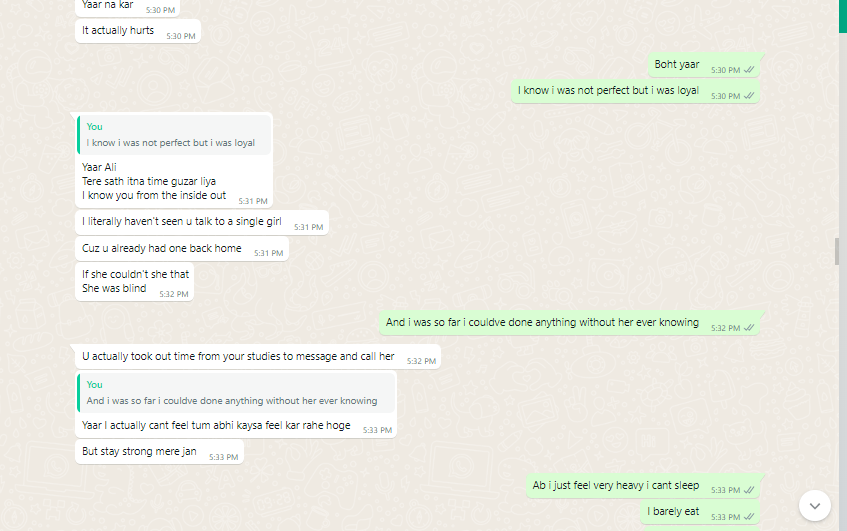 Yaar na kar
5:30 PM
It actually hurts
5:30 PM
Boht yaar
5:30 PM
I know i was not perfect but i was loyal
5:30 PM
You
I know i was not perfect but i was loyal
Yaar Ali
Tere sath itna time guzar liya
I know you from the inside out
5:31 PM
I literally haven't seen u talk to a single girl
5:31 PM
Cuz u already had one back home
5:31 PM
If she couldn't she that
She was blind
5:32 PM
And i was so far i couldve done anything without her ever knowing
5:32 PM
U actually took out time from your studies to message and call her
5:32 PM
You
And i was so far i couldve done anything without her ever knowing
Yaar I actually cant feel tum abhi kaysa feel kar rahe hoge
5:33 PM
But stay strong mere jan
5:33 PM
Ab i just feel very heavy i cant sleep
5:33 PM
I barely eat
5:33 PM